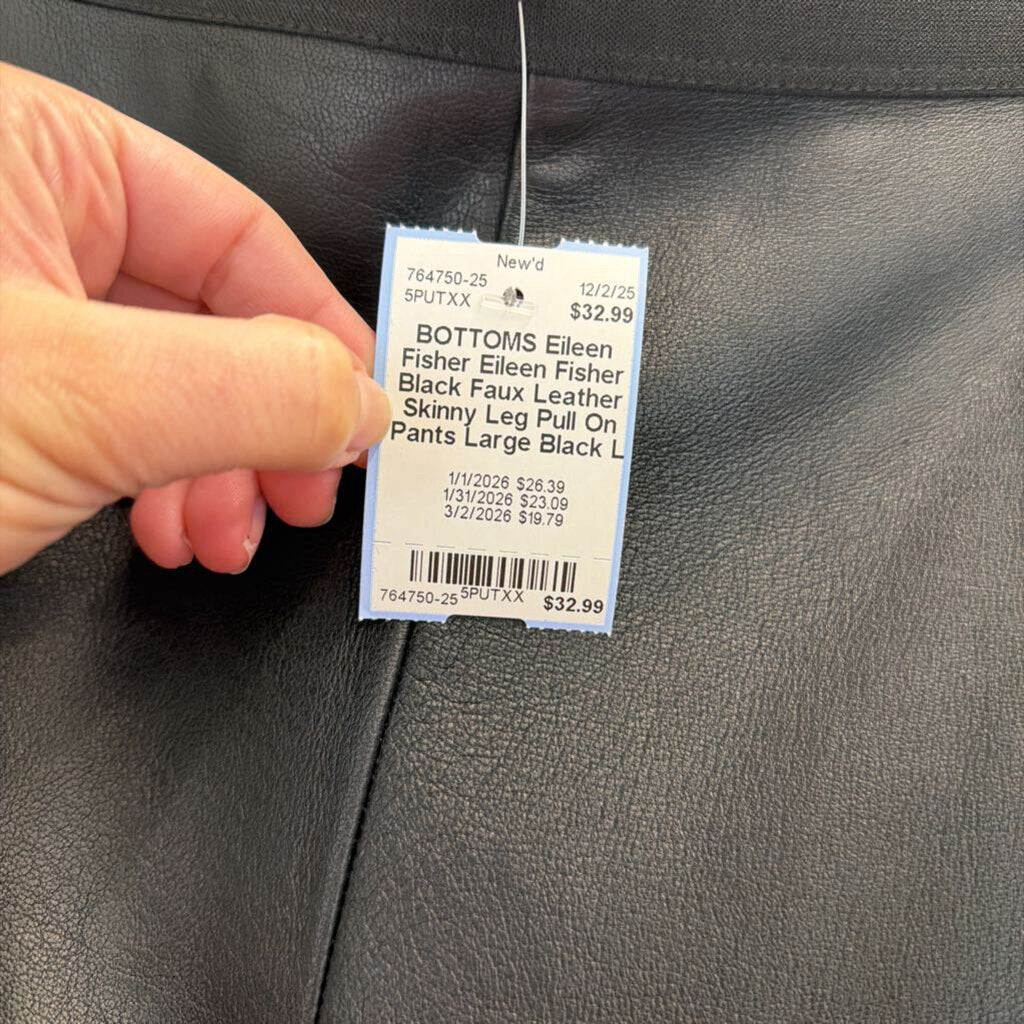 New'd
764750-25 12/2/25
5PUTXX $32.99
BOTTOMS Eileen
Fisher Eileen Fisher
Black Faux Leather
Skinny Leg Pull On
Pants Large Black L
1/1/2026 $26.39
1/31/2026 $23.09
3/2/2026 $19.79
764750-25 5PUTXX $32.99